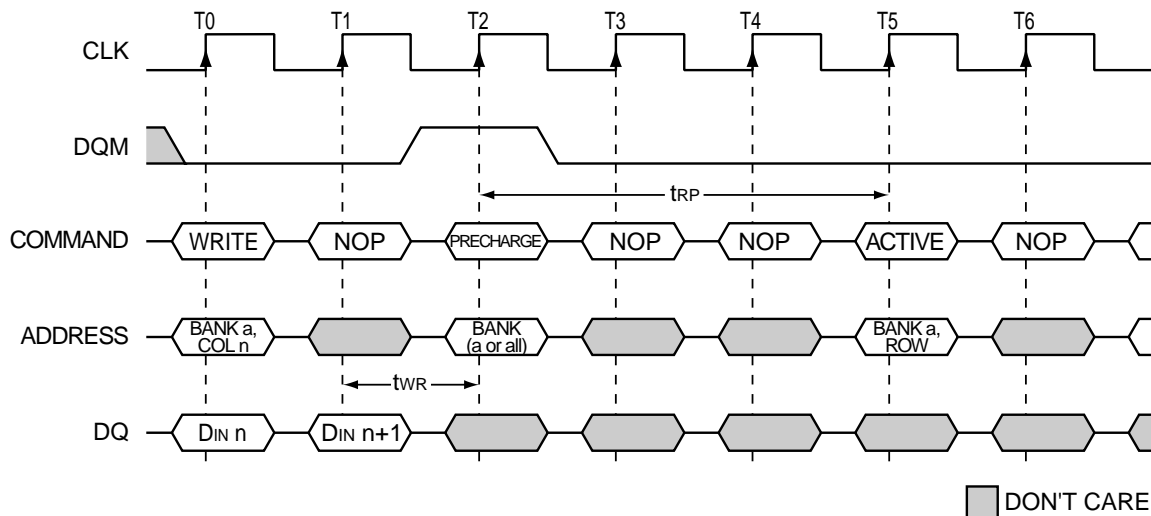 T0 T1 T2 T3 T4 T5 T6
CLK
DQM
tRP
COMMAND WRITE NOP PRECHARGE NOP NOP ACTIVE NOP
ADDRESS BANK a, COL n BANK (a or all) BANK a, ROW
tWR
DQ DIN n DIN n+1
DON'T CARE